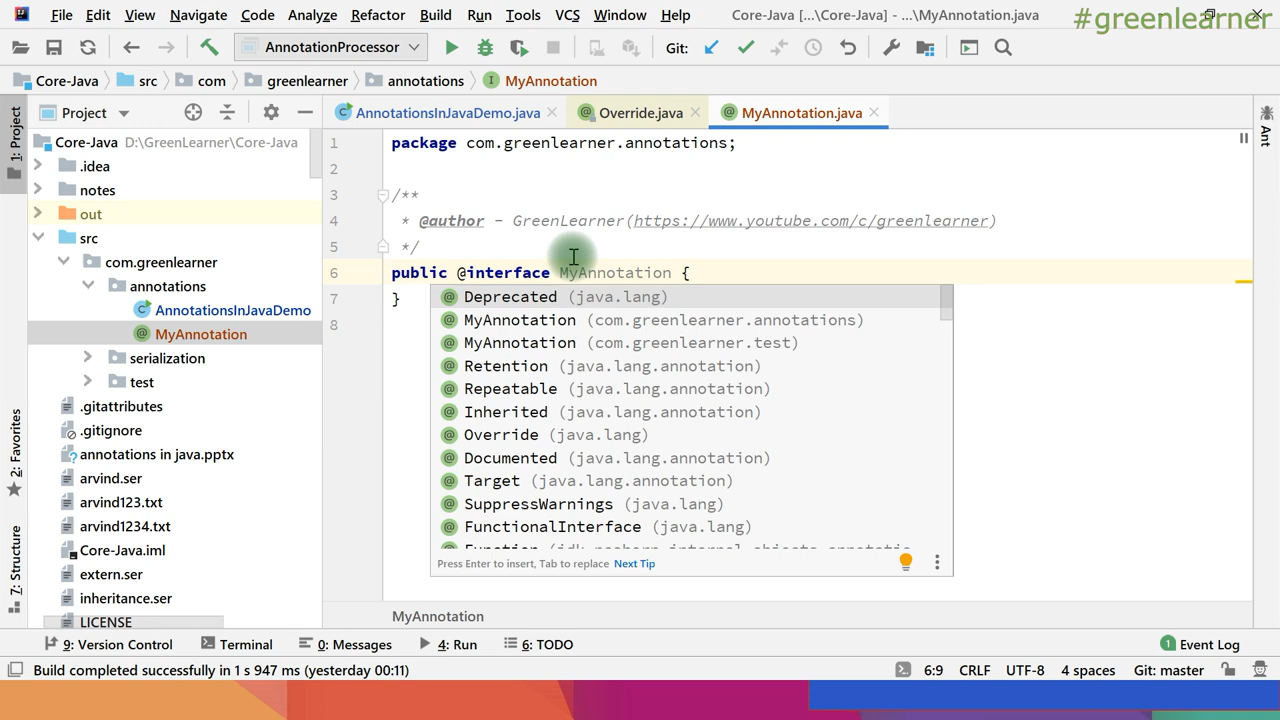 File Edit View Navigate Code Analyze Refactor Build Run Tools VCS Window Help Core-Java [...\Core-Java] - ...\MyAnnotation.java
#greenlearner
AnnotationProcessor Git:
Core-Java src com greenlearner annotations MyAnnotation
Project AnnotationsInJavaDemo.java Override.java MyAnnotation.java
1: Project
2: Favorites
7: Structure
Ant
Core-Java D:\GreenLearner\Core-Java
.idea
notes
out
src
com.greenlearner
annotations
AnnotationsInJavaDemo
MyAnnotation
serialization
test
.gitattributes
.gitignore
annotations in java.pptx
arvind.ser
arvind123.txt
arvind1234.txt
Core-Java.iml
extern.ser
inheritance.ser
LICENSE
1 package com.greenlearner.annotations;
2
3 /**
4 * @author - GreenLearner(https://www.youtube.com/c/greenlearner)
5 */
6 public @interface MyAnnotation {
7 }
8
Deprecated (java.lang)
MyAnnotation (com.greenlearner.annotations)
MyAnnotation (com.greenlearner.test)
Retention (java.lang.annotation)
Repeatable (java.lang.annotation)
Inherited (java.lang.annotation)
Override (java.lang)
Documented (java.lang.annotation)
Target (java.lang.annotation)
SuppressWarnings (java.lang)
FunctionalInterface (java.lang)
Press Enter to insert, Tab to replace Next Tip
MyAnnotation
9: Version Control Terminal 0: Messages 4: Run 6: TODO 1 Event Log
Build completed successfully in 1 s 947 ms (yesterday 00:11) 6:9 CRLF UTF-8 4 spaces Git: master